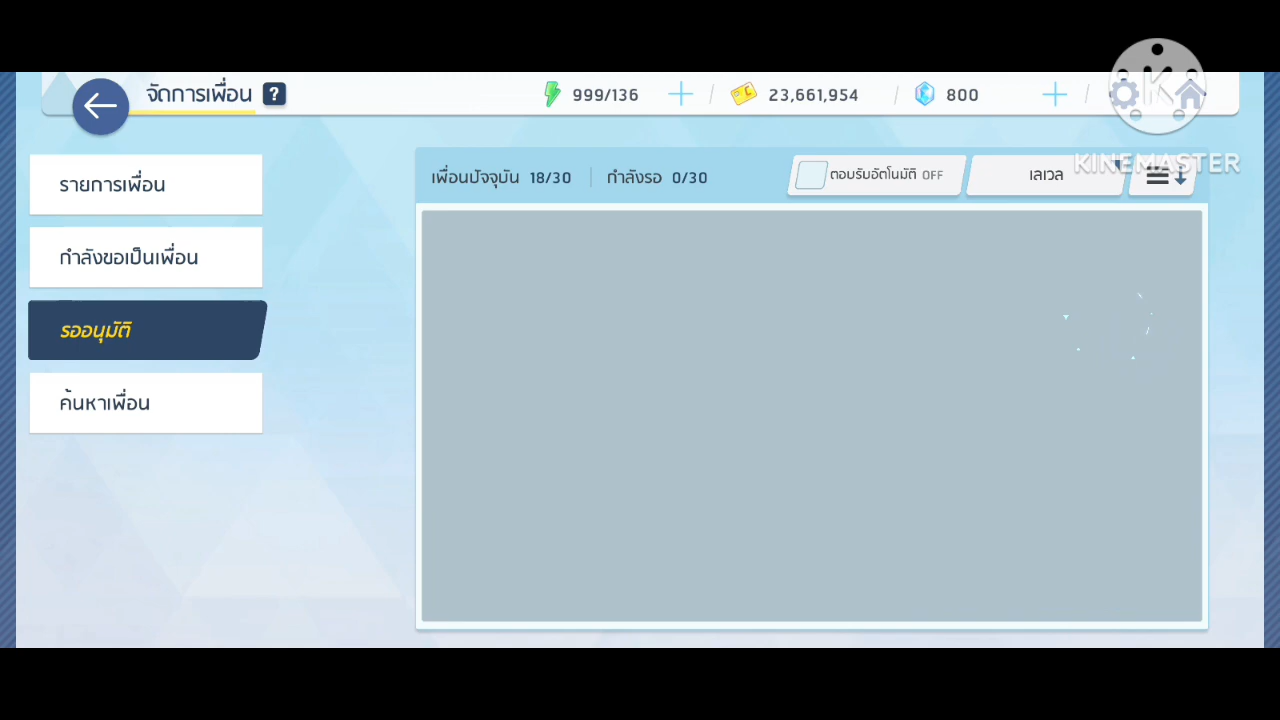 จัดการเพื่อน ?
999/136
23,661,954
800
KINEMASTER
รายการเพื่อน
กำลังขอเป็นเพื่อน
รออนุมัติ
ค้นหาเพื่อน
เพื่อนปัจจุบัน 18/30
กำลังรอ 0/30
ตอบรับอัตโนมัติ OFF
เลเวล